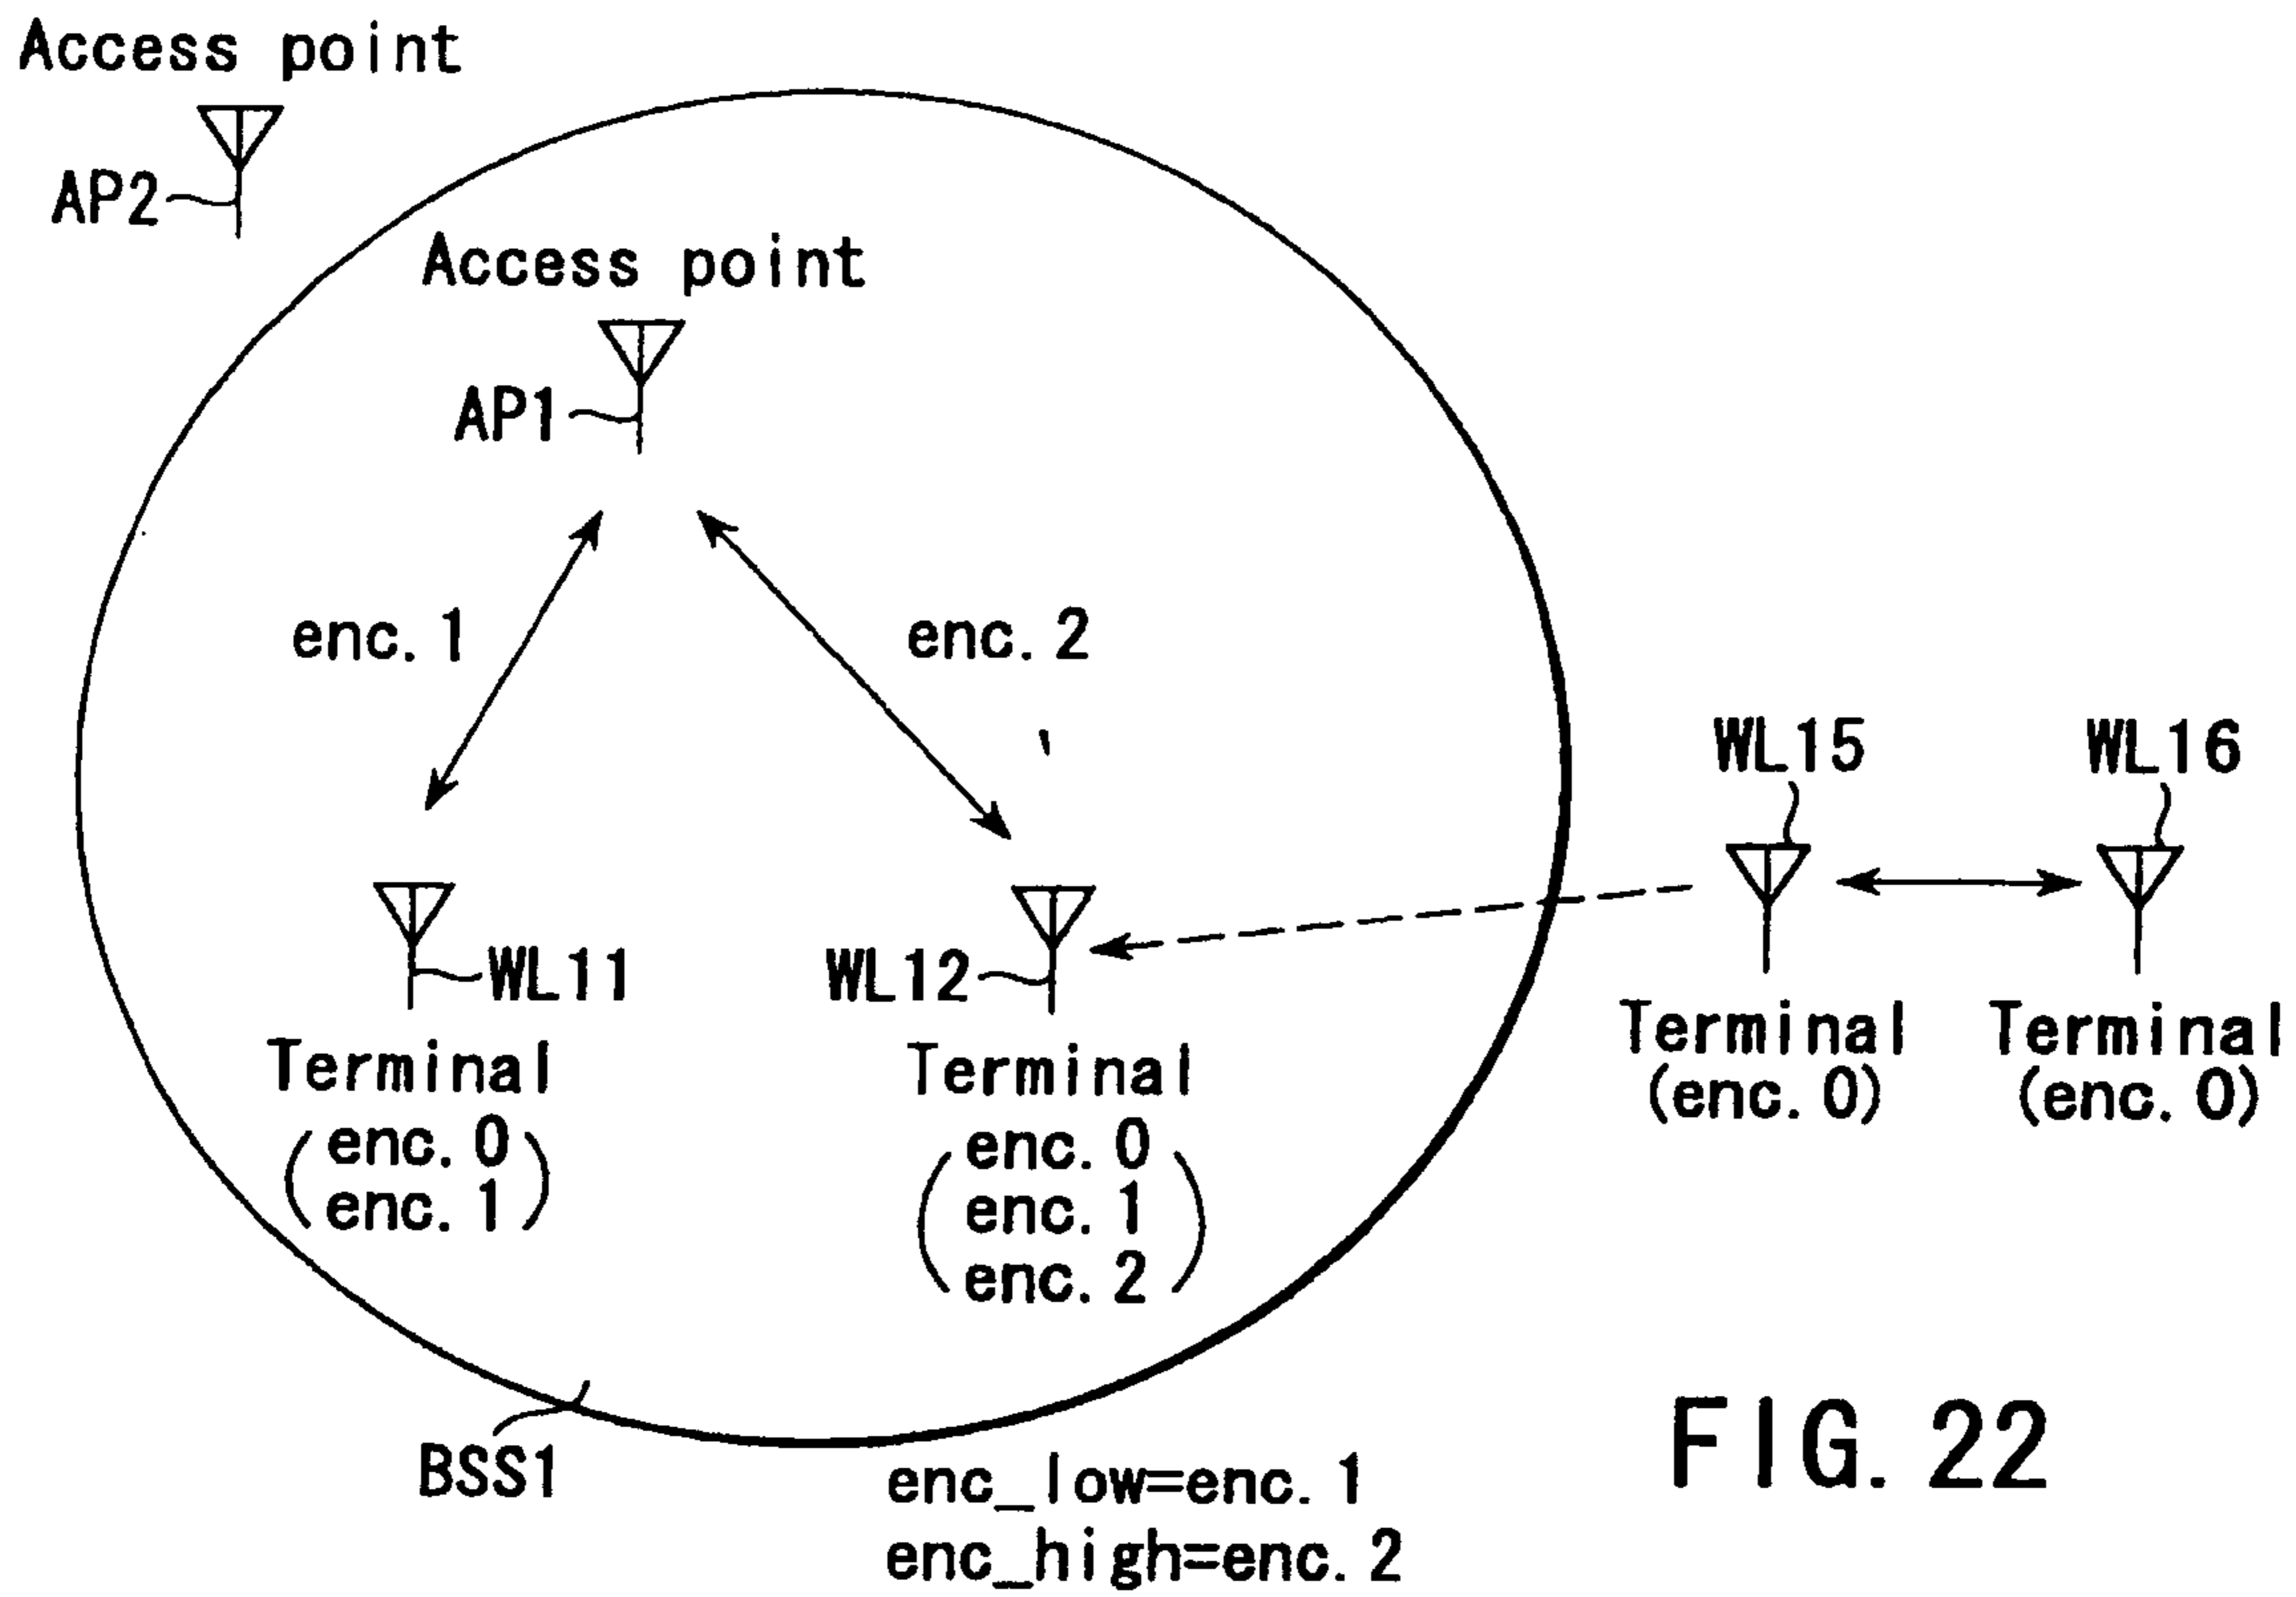 Access point
AP2
Access point
AP1
enc. 1
enc. 2
WL15
WL16
WL11
WL12
Terminal
(enc. 0)
Terminal
(enc. 0)
Terminal
(enc. 0
enc. 1)
Terminal
(enc. 0
enc. 1
enc. 2)
BSS1
enc_low=enc. 1
enc_high=enc. 2
FIG. 22